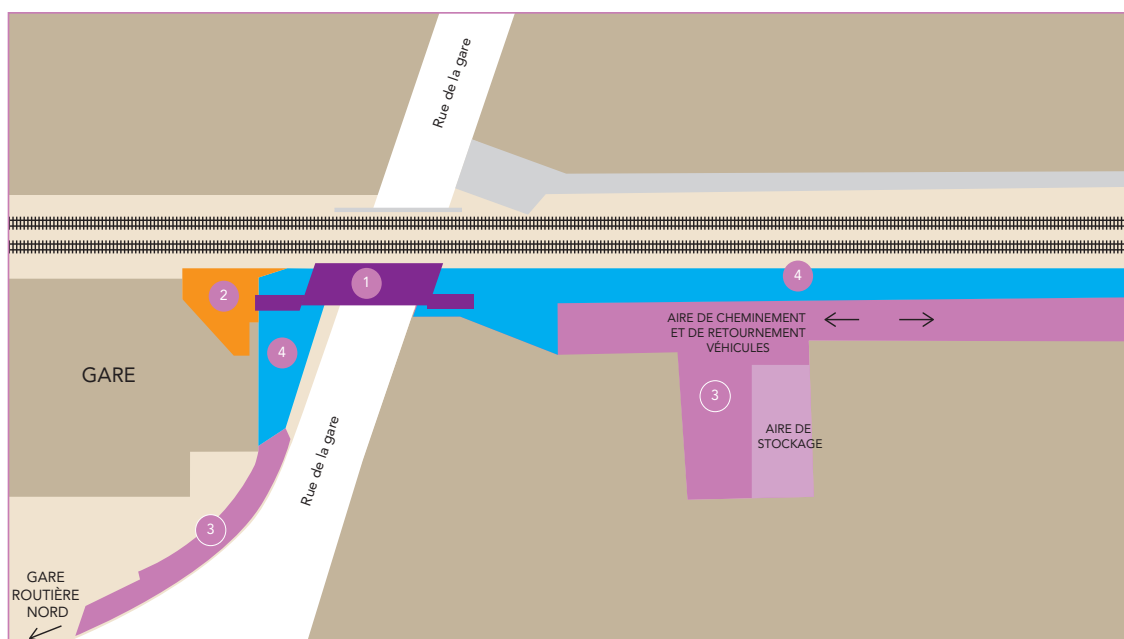 Rue de la gare
1
4
2
AIRE DE CHEMINEMENT
ET DE RETOURNEMENT
VÉHICULES
4
GARE
3
AIRE DE
STOCKAGE
Rue de la gare
3
GARE
ROUTIÈRE
NORD